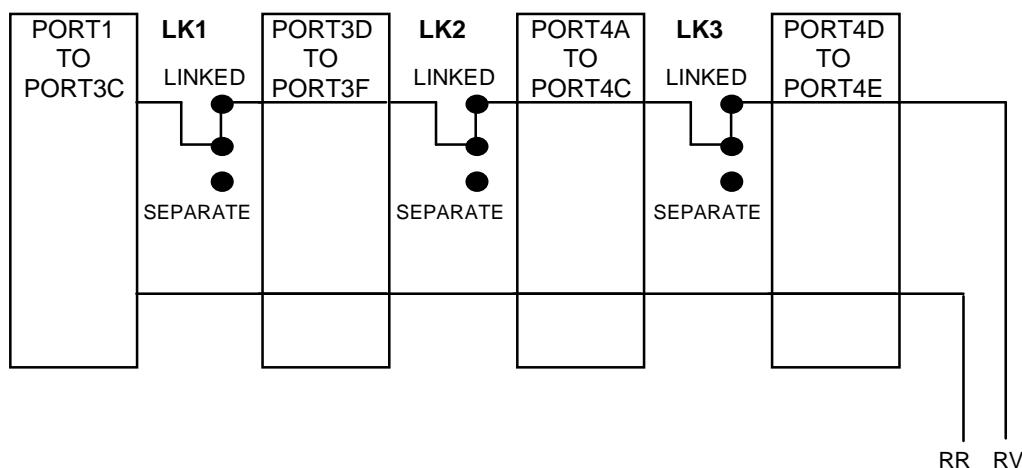 PORT1
TO
PORT3C
LK1
LINKED
SEPARATE
PORT3D
TO
PORT3F
LK2
LINKED
SEPARATE
PORT4A
TO
PORT4C
LK3
LINKED
SEPARATE
PORT4D
TO
PORT4E
RR RV